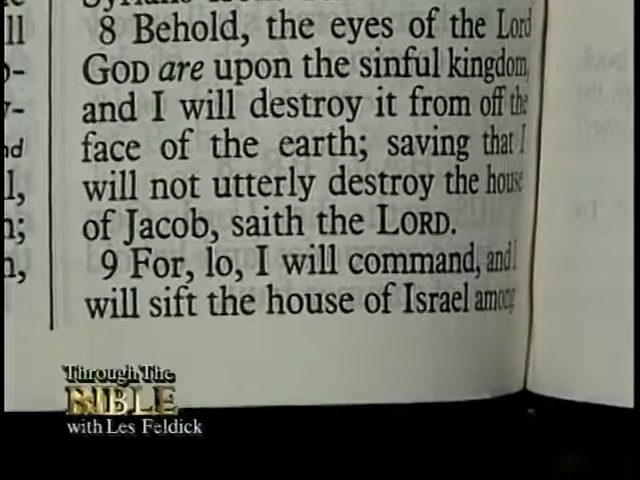 ll
8 Behold, the eyes of the Lord
GOD are upon the sinful kingdom,
and I will destroy it from off the
face of the earth; saving that I
will not utterly destroy the house
of Jacob, saith the LORD.
9 For, lo, I will command, and I
will sift the house of Israel among
nd
l,
n;
n,
Through The
BIBLE
with Les Feldick